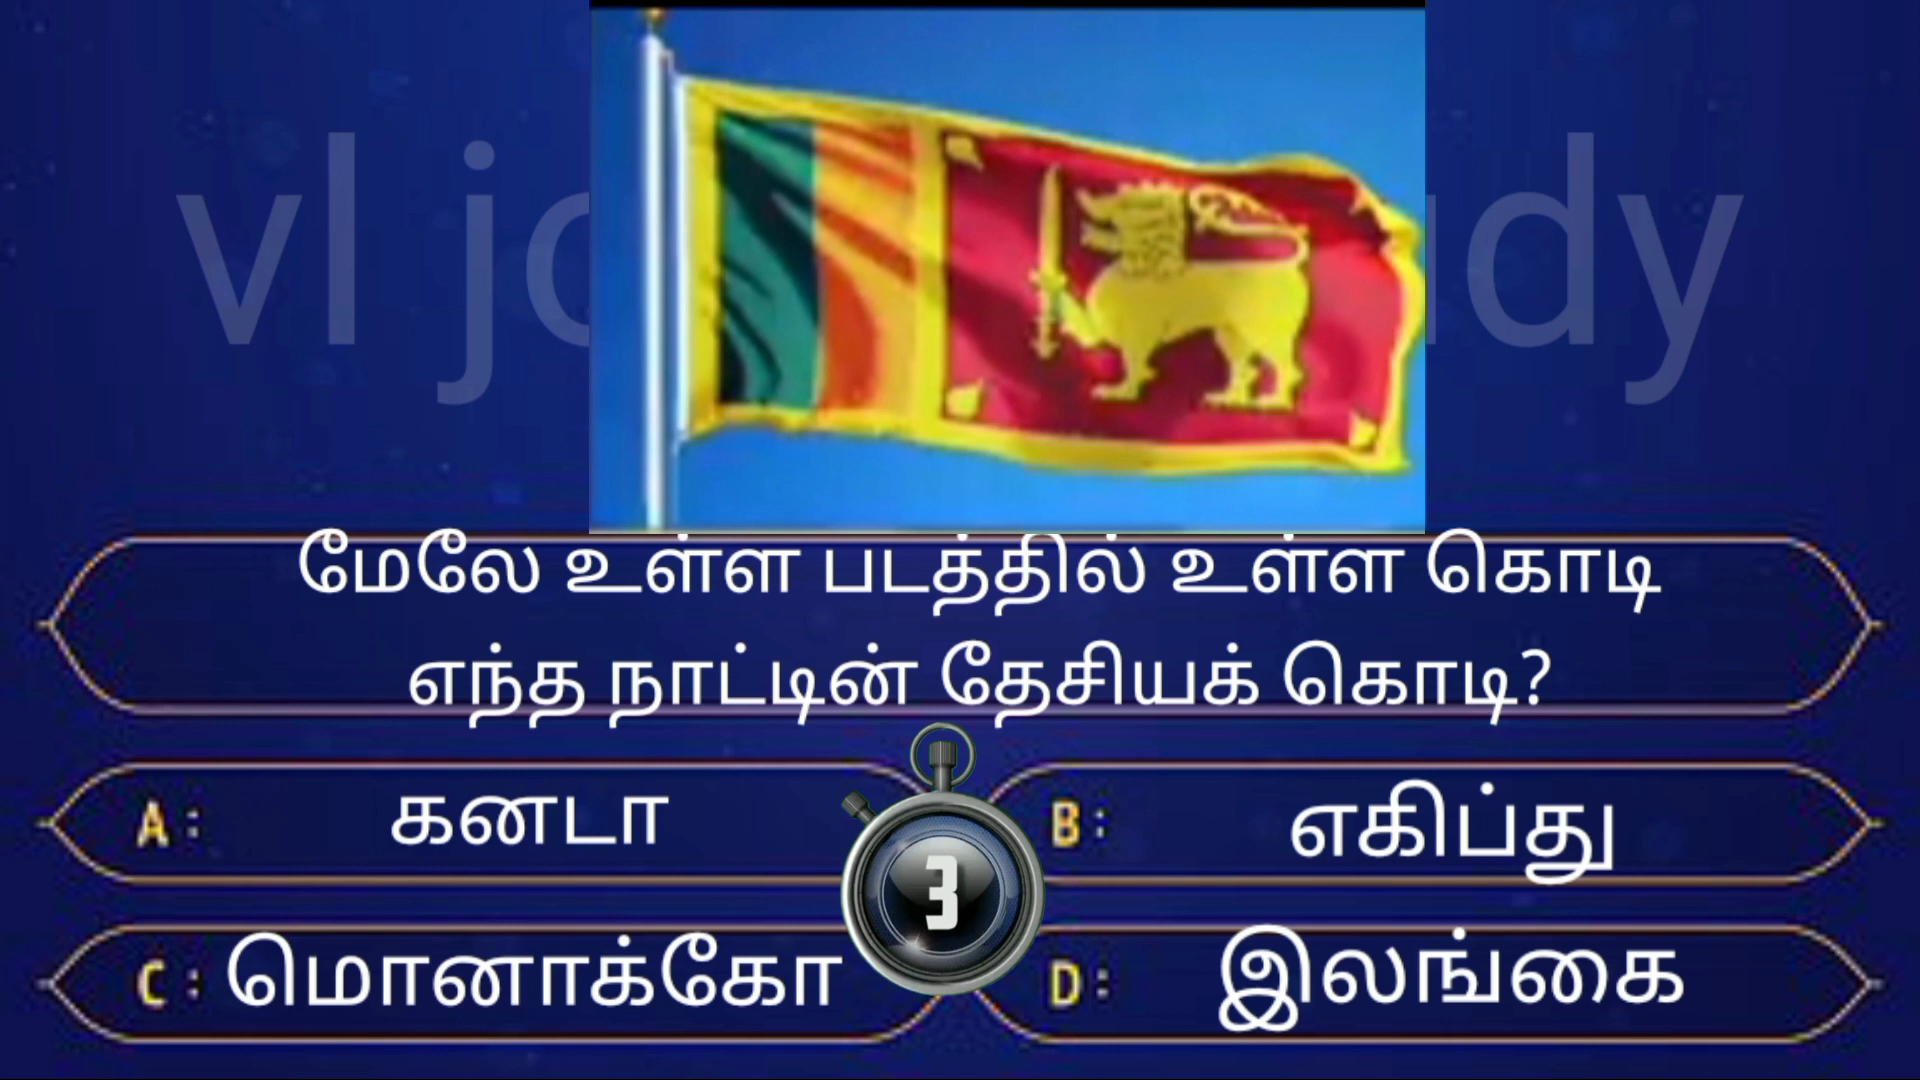 மேலே உள்ள படத்தில் உள்ள கொடி
எந்த நாட்டின் தேசியக் கொடி?
A : கனடா
B : எகிப்து
3
C : மொனாக்கோ
D : இலங்கை